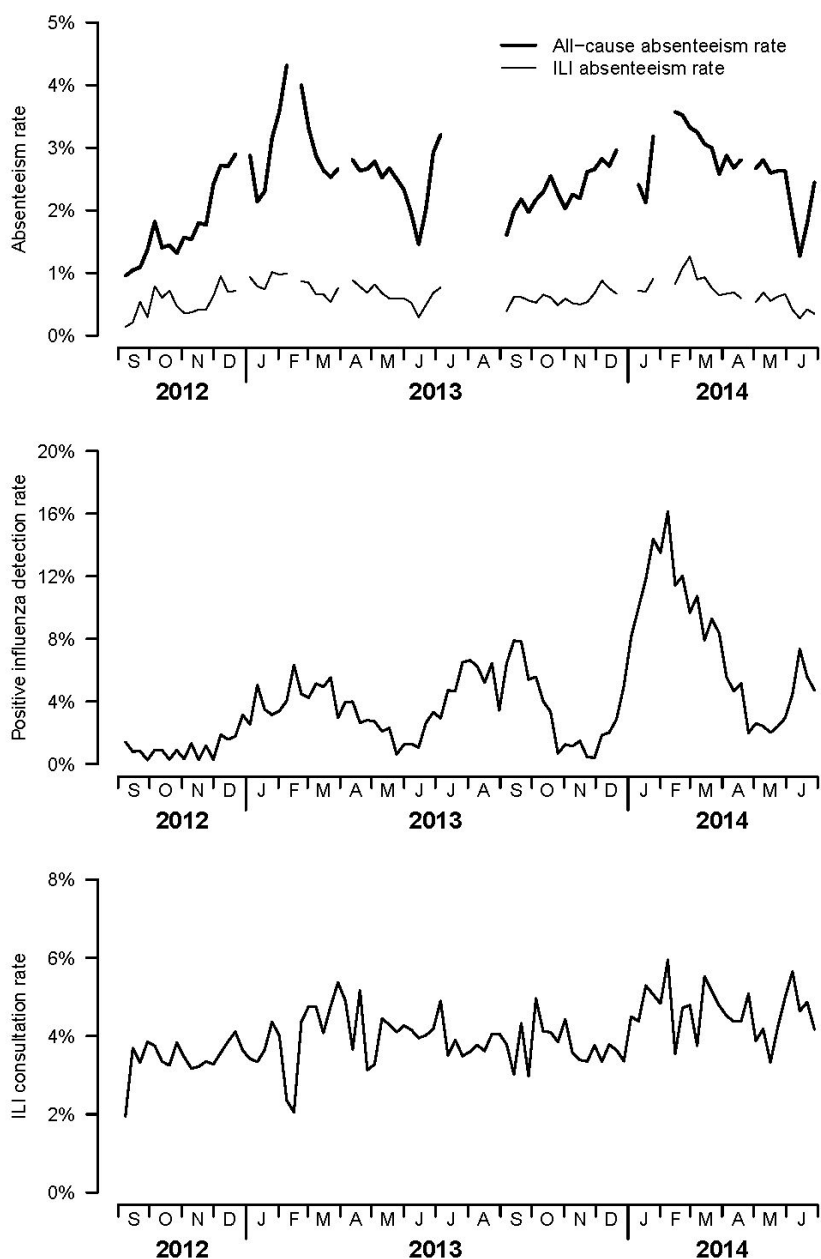 5%
4%
3%
2%
1%
0%
Absenteeism rate
All−cause absenteeism rate
ILI absenteeism rate
S O N D J F M A M J J A S O N D J F M A M J
2012 2013 2014
20%
16%
12%
8%
4%
0%
Positive influenza detection rate
S O N D J F M A M J J A S O N D J F M A M J
2012 2013 2014
8%
6%
4%
2%
0%
ILI consultation rate
S O N D J F M A M J J A S O N D J F M A M J
2012 2013 2014